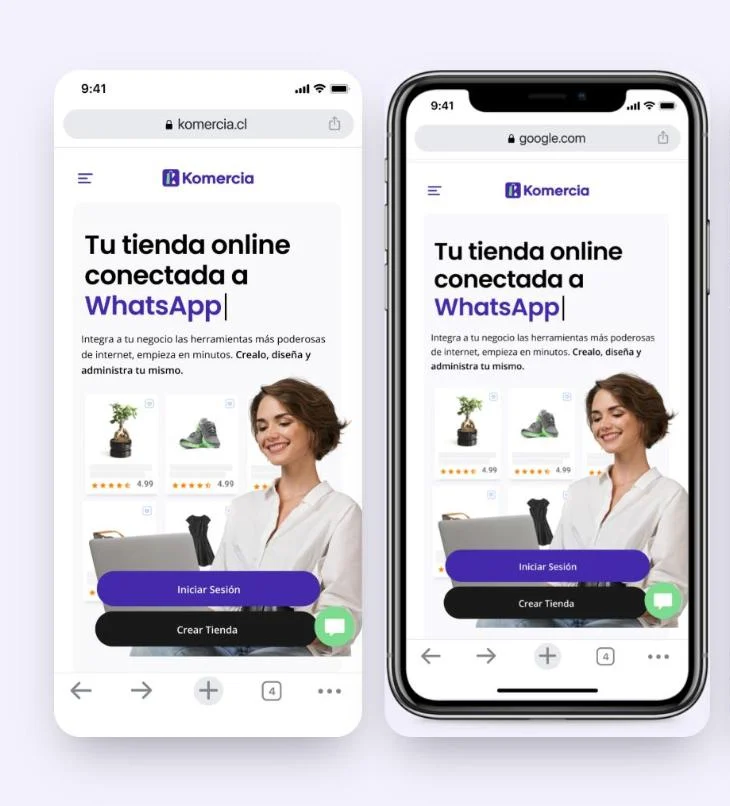 9:41
komercia.cl
Komercia
Tu tienda online
conectada a
WhatsApp
Integra a tu negocio las herramientas más poderosas
de internet, empieza en minutos. Crealo, diseña y
administra tu mismo.
4.99
4.99
Iniciar Sesión
Crear Tienda
4
9:41
google.com
Komercia
Tu tienda online
conectada a
WhatsApp
Integra a tu negocio las herramientas más poderosas
de internet, empieza en minutos. Crealo, diseña y
administra tu mismo.
4.99
4.99
Iniciar Sesión
Crear Tienda
4